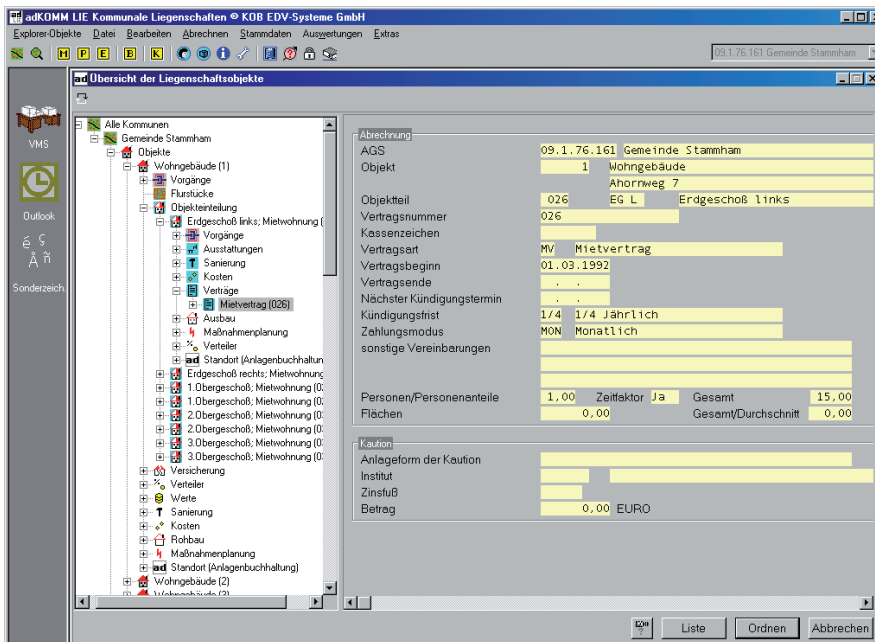 adKOMM LIE Kommunale Liegenschaften © KOB EDV-Systeme GmbH
Explorer-Objekte Datei Bearbeiten Abrechnen Stammdaten Auswertungen Extras
M P E B K
09.1.76.161 Gemeinde Stammham
ad Übersicht der Liegenschaftsobjekte
VMS
Outlook
é ç
Å ñ
Sonderzeich.
Alle Kommunen
Gemeinde Stammham
Objekte
Wohngebäude (1)
Vorgänge
Flurstücke
Objekteinteilung
Erdgeschoß links; Mietwohnung (
Vorgänge
Ausstattungen
Sanierung
Kosten
Verträge
Mietvertrag (026)
Ausbau
Maßnahmenplanung
Verteiler
ad Standort (Anlagenbuchhaltun
Erdgeschoß rechts; Mietwohnung
1.Obergeschoß; Mietwohnung (0
1.Obergeschoß; Mietwohnung (0
2.Obergeschoß; Mietwohnung (0
2.Obergeschoß; Mietwohnung (0
3.Obergeschoß; Mietwohnung (0
3.Obergeschoß; Mietwohnung (0
Versicherung
Verteiler
Werte
Sanierung
Kosten
Rohbau
Maßnahmenplanung
ad Standort (Anlagenbuchhaltung)
Wohngebäude (2)
Abrechnung
AGS 09.1.76.161 Gemeinde Stammham
Objekt 1 Wohngebäude
Ahornweg 7
Objektteil 026 EG L Erdgeschoß links
Vertragsnummer 026
Kassenzeichen
Vertragsart MV Mietvertrag
Vertragsbeginn 01.03.1992
Vertragsende . .
Nächster Kündigungstermin . .
Kündigungsfrist 1/4 1/4 Jährlich
Zahlungsmodus MON Monatlich
sonstige Vereinbarungen
Personen/Personenanteile 1,00 Zeitfaktor Ja Gesamt 15,00
Flächen 0,00 Gesamt/Durchschnitt 0,00
Kaution
Anlageform der Kaution
Institut
Zinsfuß
Betrag 0,00 EURO
Liste Ordnen Abbrechen